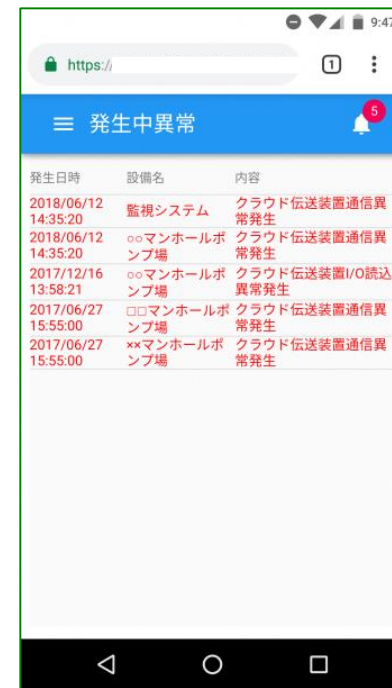 9:47
https://
1
発生中異常
5
発生日時 設備名 内容
2018/06/12 監視システム クラウド伝送装置通信異
14:35:20 常発生
2018/06/12 ○○マンホールポ クラウド伝送装置通信異
14:35:20 ンプ場 常発生
2017/12/16 ○○マンホールポ クラウド伝送装置I/O読込
13:58:21 ンプ場 異常発生
2017/06/27 □□マンホールポ クラウド伝送装置通信異
15:55:00 ンプ場 常発生
2017/06/27 ××マンホールポ クラウド伝送装置通信異
15:55:00 ンプ場 常発生